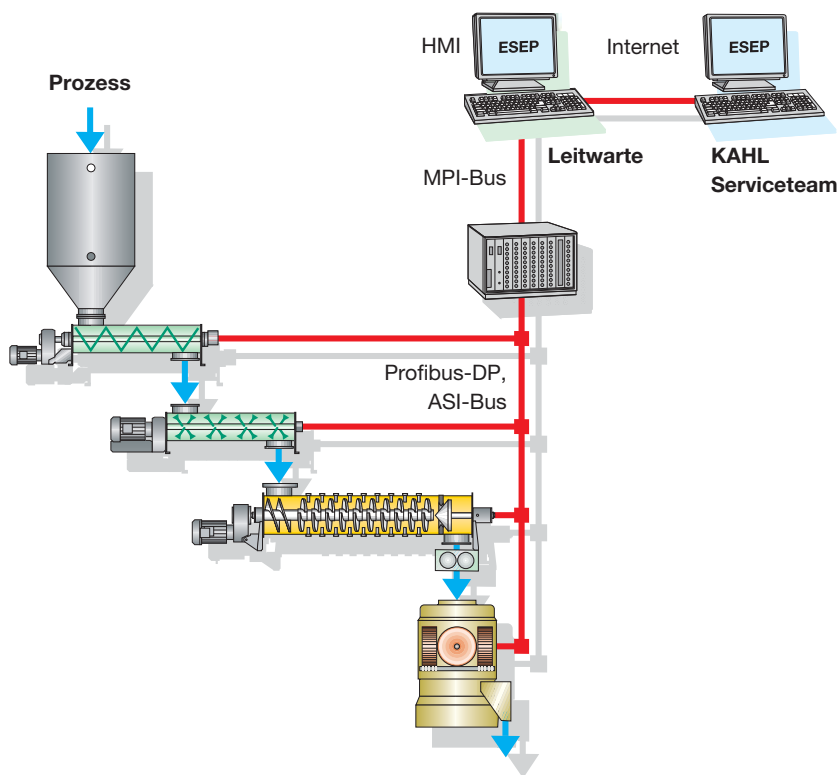 HMI
ESEP
Internet
ESEP
Prozess
Leitwarte
KAHL
Serviceteam
MPI-Bus
Profibus-DP,
ASI-Bus